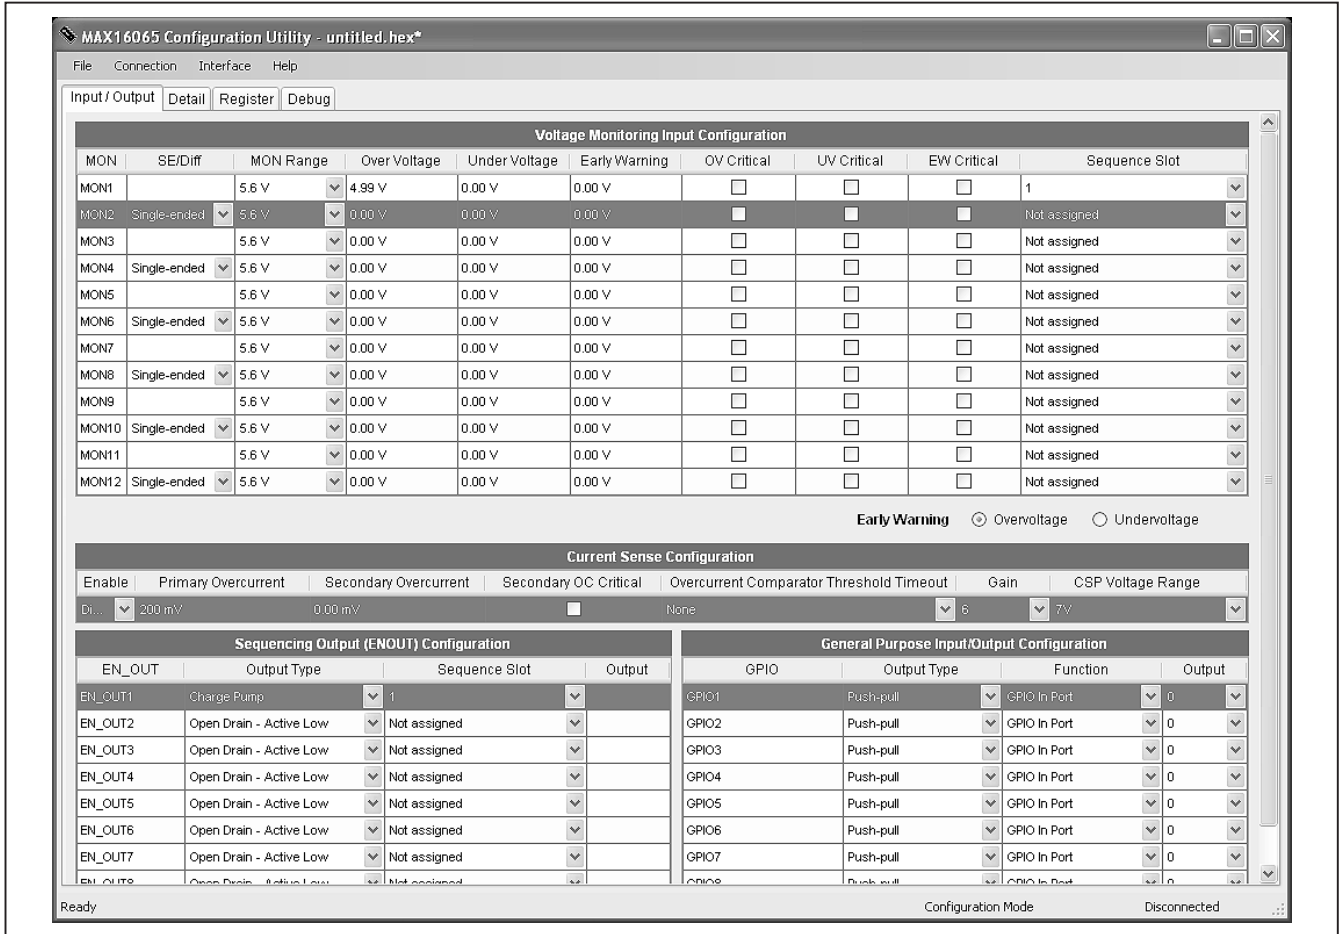 MAX16065 Configuration Utility - untitled.hex*
File Connection Interface Help
Input / Output Detail Register Debug
Voltage Monitoring Input Configuration
MON SE/Diff MON Range Over Voltage Under Voltage Early Warning OV Critical UV Critical EW Critical Sequence Slot
MON1 5.6 V 4.99 V 0.00 V 0.00 V 1
MON2 Single-ended 5.6 V 0.00 V 0.00 V 0.00 V Not assigned
MON3 5.6 V 0.00 V 0.00 V 0.00 V Not assigned
MON4 Single-ended 5.6 V 0.00 V 0.00 V 0.00 V Not assigned
MON5 5.6 V 0.00 V 0.00 V 0.00 V Not assigned
MON6 Single-ended 5.6 V 0.00 V 0.00 V 0.00 V Not assigned
MON7 5.6 V 0.00 V 0.00 V 0.00 V Not assigned
MON8 Single-ended 5.6 V 0.00 V 0.00 V 0.00 V Not assigned
MON9 5.6 V 0.00 V 0.00 V 0.00 V Not assigned
MON10 Single-ended 5.6 V 0.00 V 0.00 V 0.00 V Not assigned
MON11 5.6 V 0.00 V 0.00 V 0.00 V Not assigned
MON12 Single-ended 5.6 V 0.00 V 0.00 V 0.00 V Not assigned
Early Warning Overvoltage Undervoltage
Current Sense Configuration
Enable Primary Overcurrent Secondary Overcurrent Secondary OC Critical Overcurrent Comparator Threshold Timeout Gain CSP Voltage Range
Di... 200 mV 0.00 mV None 6 7V
Sequencing Output (ENOUT) Configuration
EN_OUT Output Type Sequence Slot Output
EN_OUT1 Charge Pump 1
EN_OUT2 Open Drain - Active Low Not assigned
EN_OUT3 Open Drain - Active Low Not assigned
EN_OUT4 Open Drain - Active Low Not assigned
EN_OUT5 Open Drain - Active Low Not assigned
EN_OUT6 Open Drain - Active Low Not assigned
EN_OUT7 Open Drain - Active Low Not assigned
EN_OUT8 Open Drain - Active Low Not assigned
General Purpose Input/Output Configuration
GPIO Output Type Function Output
GPIO1 Push-pull GPIO In Port 0
GPIO2 Push-pull GPIO In Port 0
GPIO3 Push-pull GPIO In Port 0
GPIO4 Push-pull GPIO In Port 0
GPIO5 Push-pull GPIO In Port 0
GPIO6 Push-pull GPIO In Port 0
GPIO7 Push-pull GPIO In Port 0
GPIO8 Push-pull GPIO In Port 0
Ready Configuration Mode Disconnected